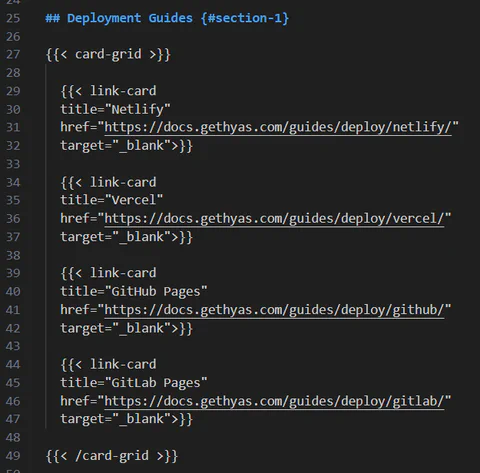 25 ## Deployment Guides {#section-1}
26
27 {{< card-grid >}}
28
29 {{< link-card
30 title="Netlify"
31 href="https://docs.gethyas.com/guides/deploy/netlify/"
32 target="_blank">}}
33
34 {{< link-card
35 title="Vercel"
36 href="https://docs.gethyas.com/guides/deploy/vercel/"
37 target="_blank">}}
38
39 {{< link-card
40 title="GitHub Pages"
41 href="https://docs.gethyas.com/guides/deploy/github/"
42 target="_blank">}}
43
44 {{< link-card
45 title="GitLab Pages"
46 href="https://docs.gethyas.com/guides/deploy/gitlab/"
47 target="_blank">}}
48
49 {{< /card-grid >}}